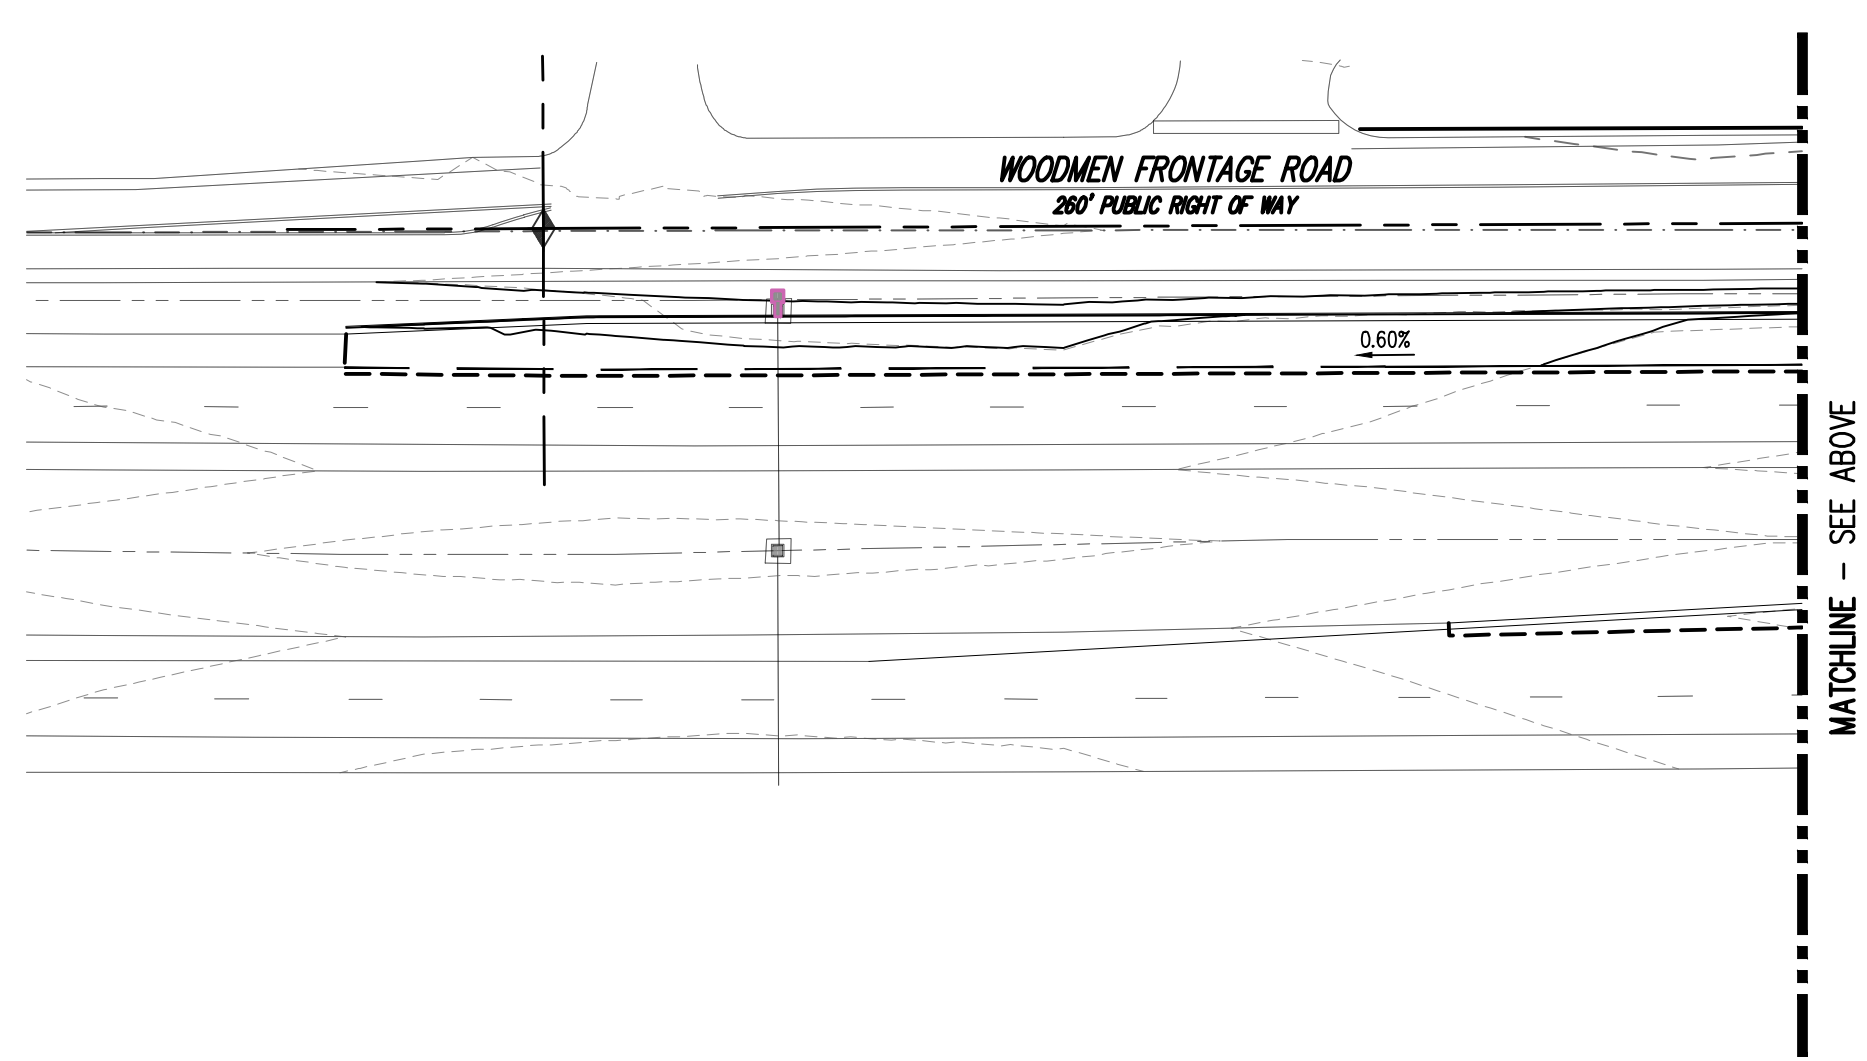 WOODMEN FRONTAGE ROAD
260' PUBLIC RIGHT OF WAY
0.60%
MATCHLINE - SEE ABOVE